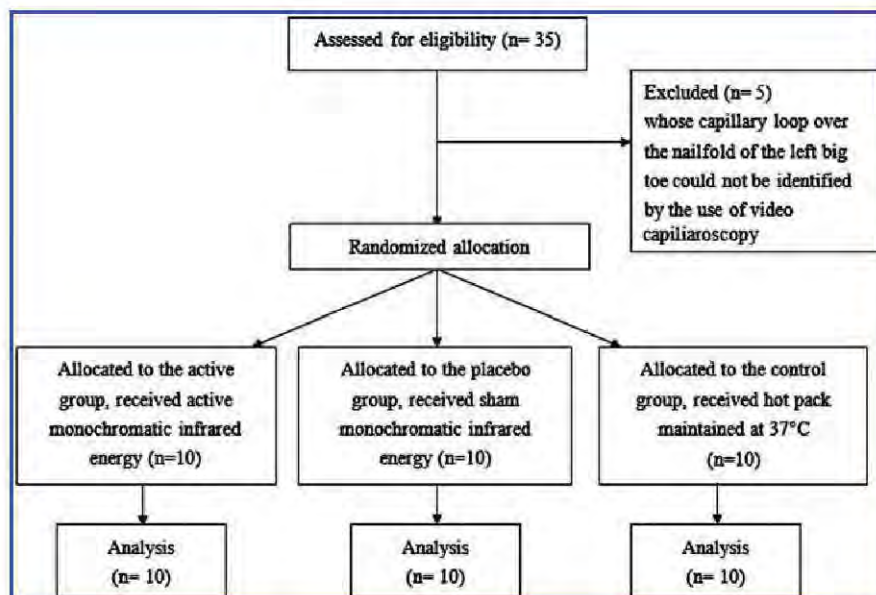 Assessed for eligibility (n= 35)
Excluded (n= 5)
whose capillary loop over
the nailfold of the left big
toe could not be identified
by the use of video
capiliaroscopy
Randomized allocation
Allocated to the active
group, received active
monochromatic infrared
energy (n=10)
Allocated to the placebo
group, received sham
monochromatic infrared
energy (n=10)
Allocated to the control
group, received hot pack
maintained at 37°C
(n=10)
Analysis
(n= 10)
Analysis
(n= 10)
Analysis
(n= 10)